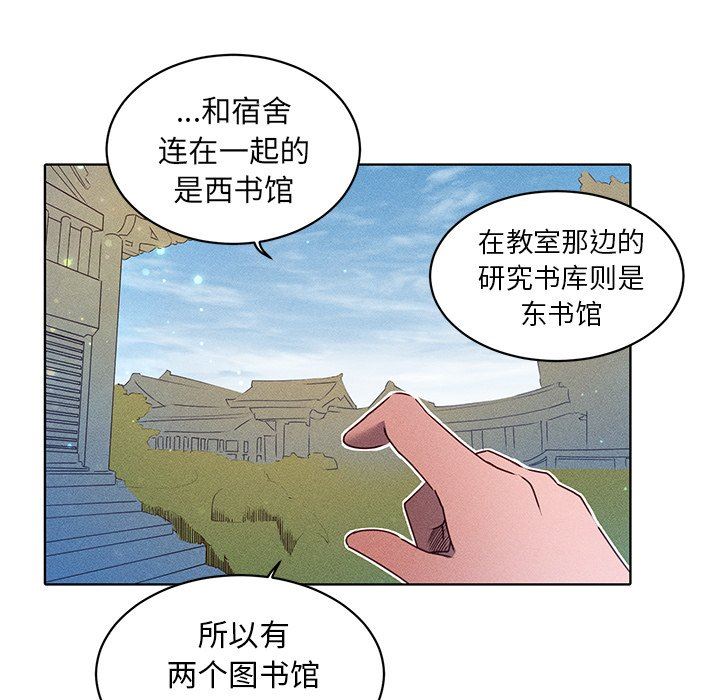 ...和宿舍
连在一起的
是西书馆
在教室那边的
研究书库则是
东书馆
所以有
两个图书馆